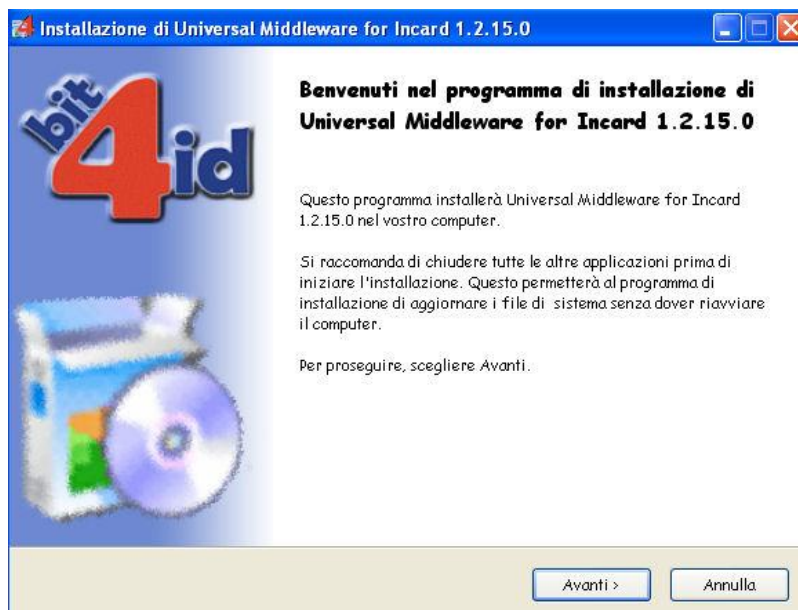 Installazione di Universal Middleware for Incard 1.2.15.0
bit
4id
Benvenuti nel programma di installazione di
Universal Middleware for Incard 1.2.15.0
Questo programma installerà Universal Middleware for Incard
1.2.15.0 nel vostro computer.
Si raccomanda di chiudere tutte le altre applicazioni prima di
iniziare l'installazione. Questo permetterà al programma di
installazione di aggiornare i file di sistema senza dover riavviare
il computer.
Per proseguire, scegliere Avanti.
Avanti >
Annulla